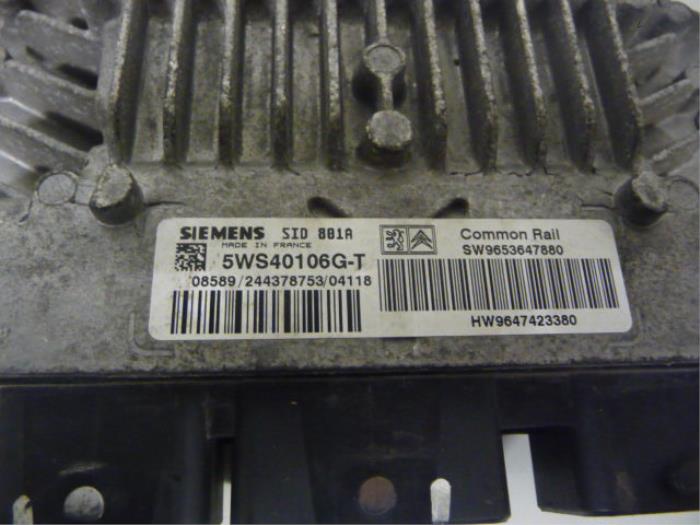 SIEMENS SID 801A
MADE IN FRANCE
5WS40106G-T
08589/244378753/04118
Common Rail
SW9653647880
HW9647423380